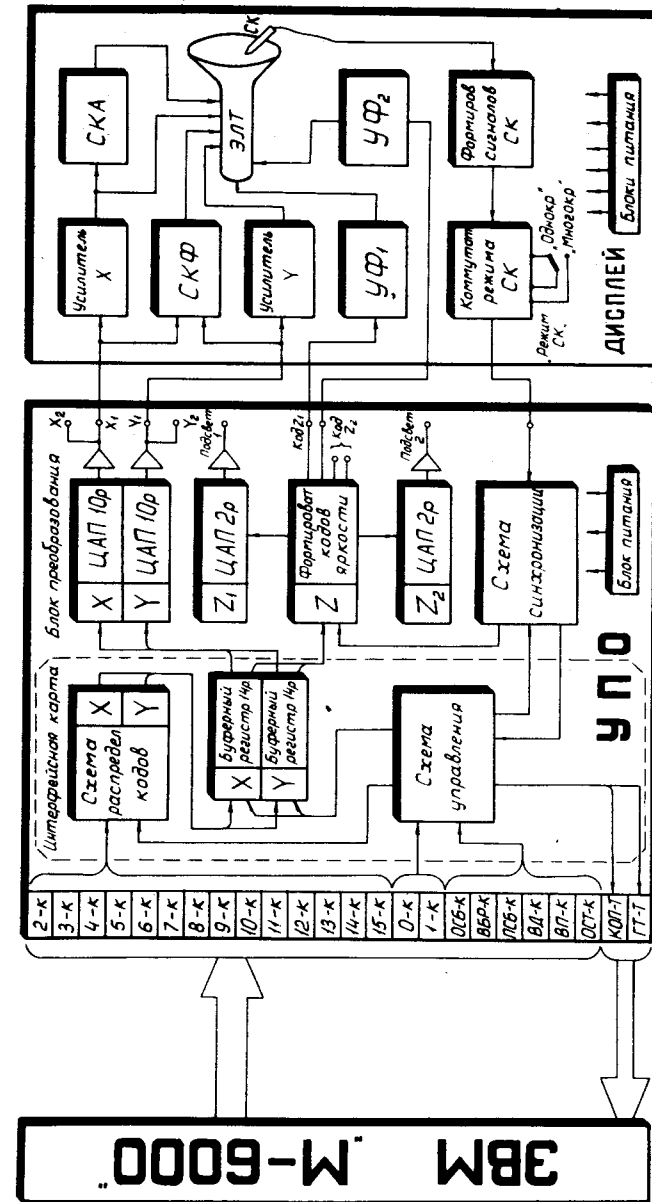 СКА
СК
ЭЛТ
УФ₂
Формиров
сигналов
СК
Блоки питания
Усилитель
X
СКФ
Усилитель
Y
УФ₁
Коммутат
режима
СК
„Однокр"
„Многокр"
Режим
СК.
ДИСПЛЕЙ
X₂
X₁
Y₁
Y₂
Подсвет
1
Код Z₁
Код
Z₂
Подсвет
2
Блок преобразования
X ЦАП 10р
Y ЦАП 10р
Z₁ ЦАП 2р
Формироват
кодов
яркости
Z
Z₂ ЦАП 2р
Схема
синхронизации
Блок питания
УПО
Интерфейсная карта
Схема
распредел
кодов
X
Y
X Буферный
регистр 14р
Y Буферный
регистр 14р
Схема
управления
2-К
3-К
4-К
5-К
6-К
7-К
8-К
9-К
10-К
11-К
12-К
13-К
14-К
15-К
0-К
1-К
ОСБ-К
ВБР-К
ПСБ-К
ВД-К
ВП-К
ОСТ-К
КОП-Т
ГТ-Т
ЭВМ „М-6000"